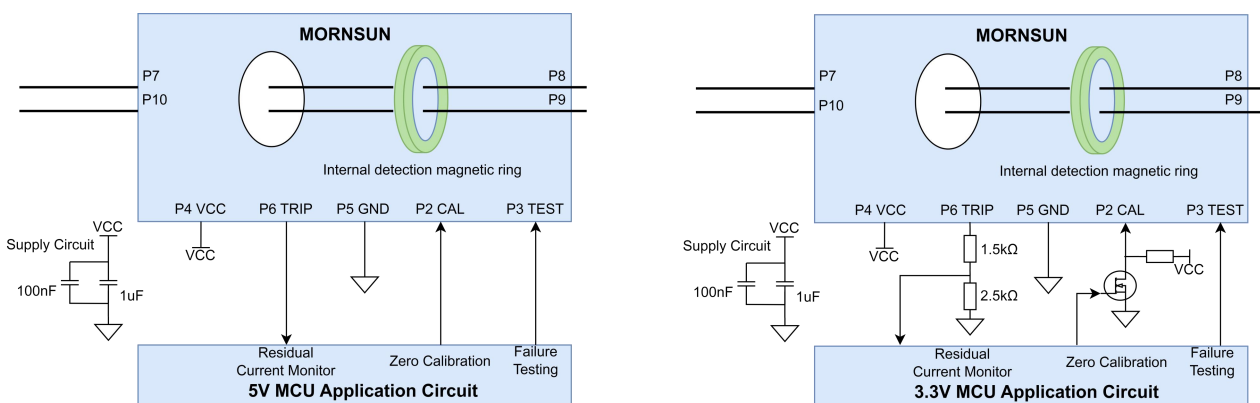 MORNSUN
P7
P8
P10
P9
Internal detection magnetic ring
P4 VCC
P6 TRIP
P5 GND
P2 CAL
P3 TEST
VCC
VCC
Supply Circuit
100nF
1uF
Residual
Current Monitor
Zero Calibration
Failure
Testing
5V MCU Application Circuit
MORNSUN
P7
P8
P10
P9
Internal detection magnetic ring
P4 VCC
P6 TRIP
P5 GND
P2 CAL
P3 TEST
VCC
Supply Circuit
VCC
1.5kΩ
VCC
100nF
1uF
2.5kΩ
Residual
Current Monitor
Zero Calibration
Failure
Testing
3.3V MCU Application Circuit